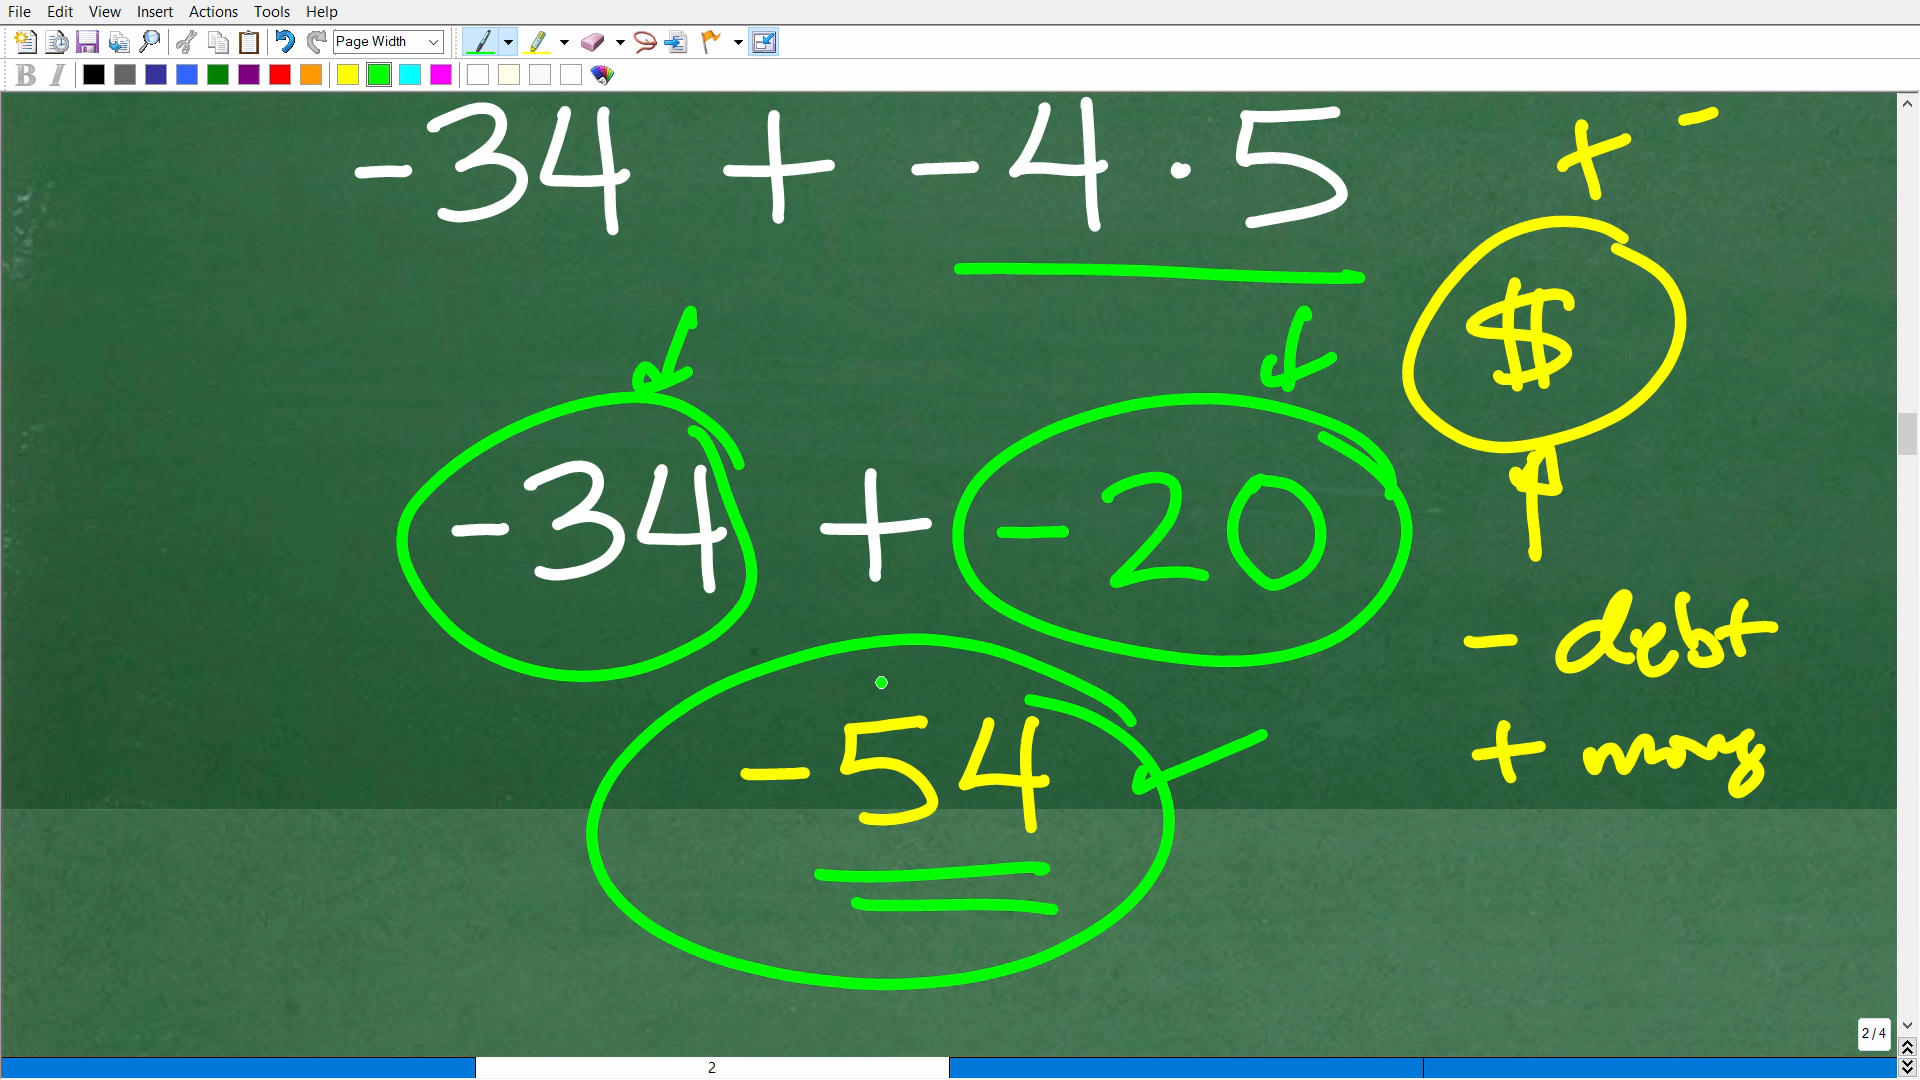 File Edit View Insert Actions Tools Help
Page Width
B I
-34 + -4 · 5
+ -
$
-34 + -20
- debt
-54
+ mony
2 / 4
2